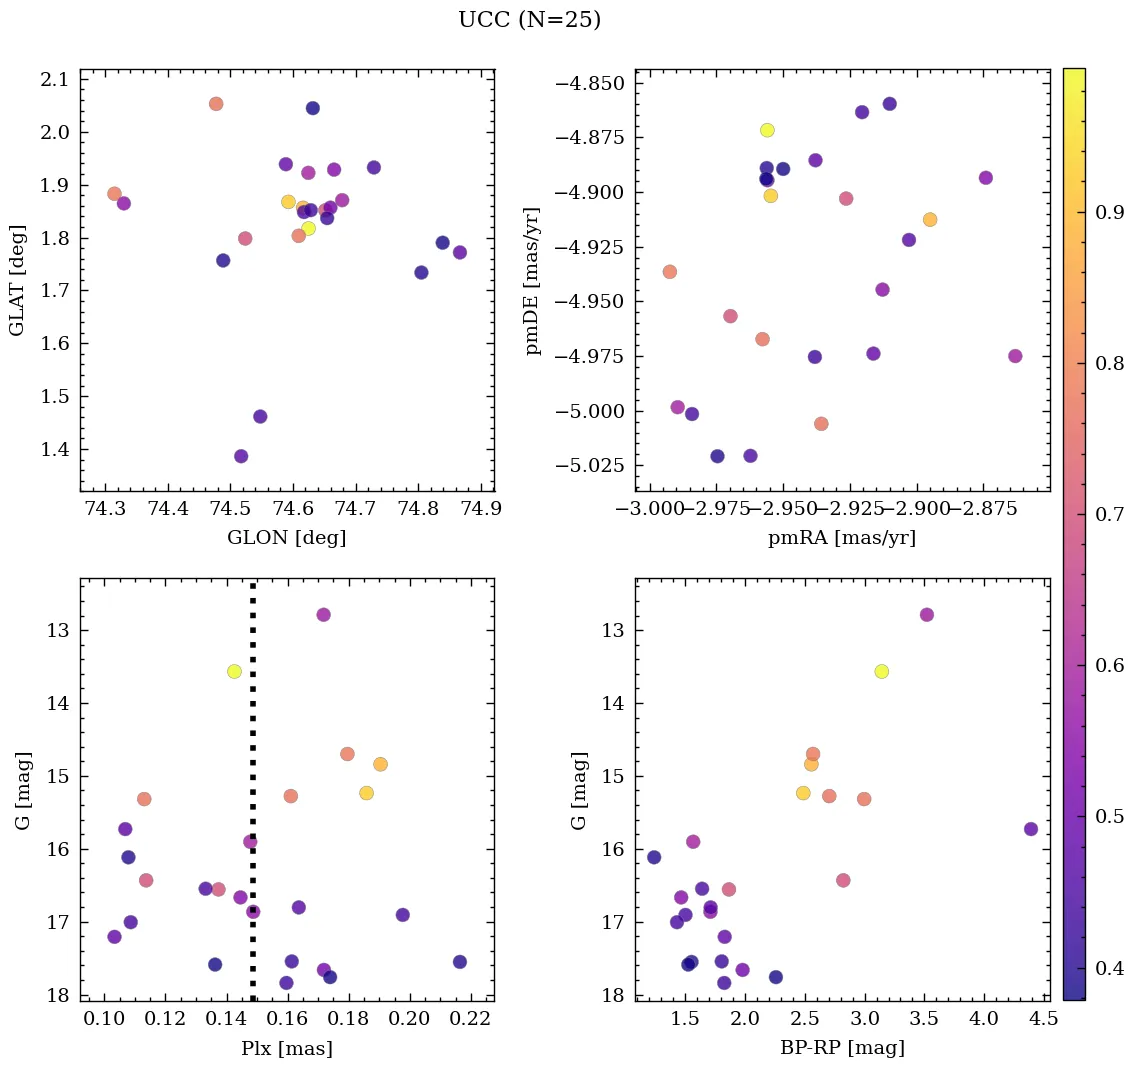 UCC (N=25)
2.1
2.0
1.9
1.8
1.7
1.6
1.5
1.4
GLAT [deg]
74.3 74.4 74.5 74.6 74.7 74.8 74.9
GLON [deg]
−4.850
−4.875
−4.900
−4.925
−4.950
−4.975
−5.000
−5.025
pmDE [mas/yr]
−3.000 −2.975 −2.950 −2.925 −2.900 −2.875
pmRA [mas/yr]
0.9
0.8
0.7
0.6
0.5
0.4
13
14
15
16
17
18
G [mag]
0.10 0.12 0.14 0.16 0.18 0.20 0.22
Plx [mas]
13
14
15
16
17
18
G [mag]
1.5 2.0 2.5 3.0 3.5 4.0 4.5
BP-RP [mag]